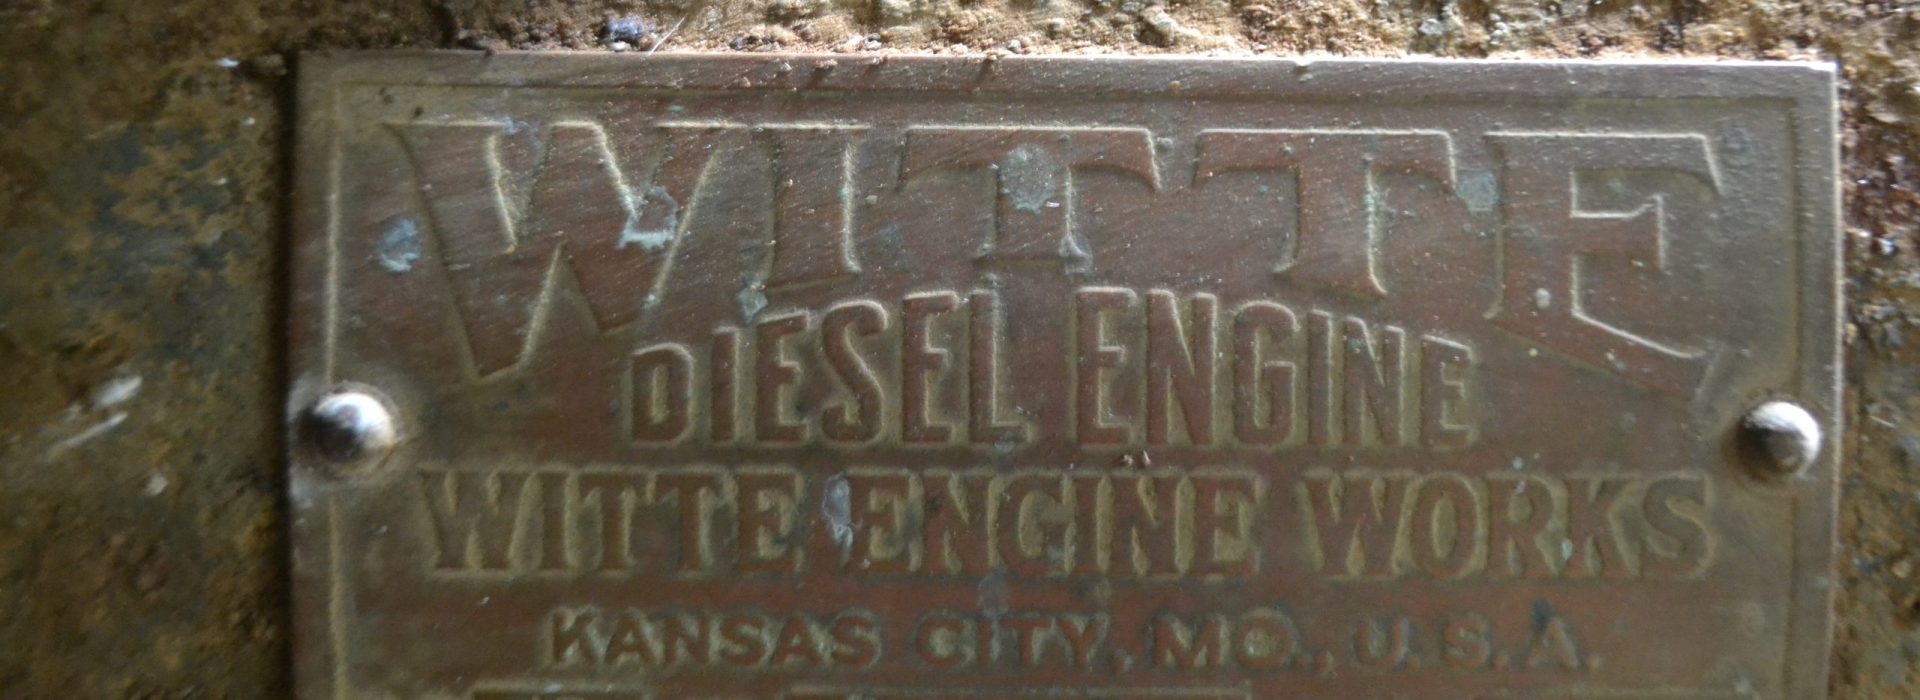 WITTE
DIESEL ENGINE
WITTE ENGINE WORKS
KANSAS CITY, MO., U.S.A.